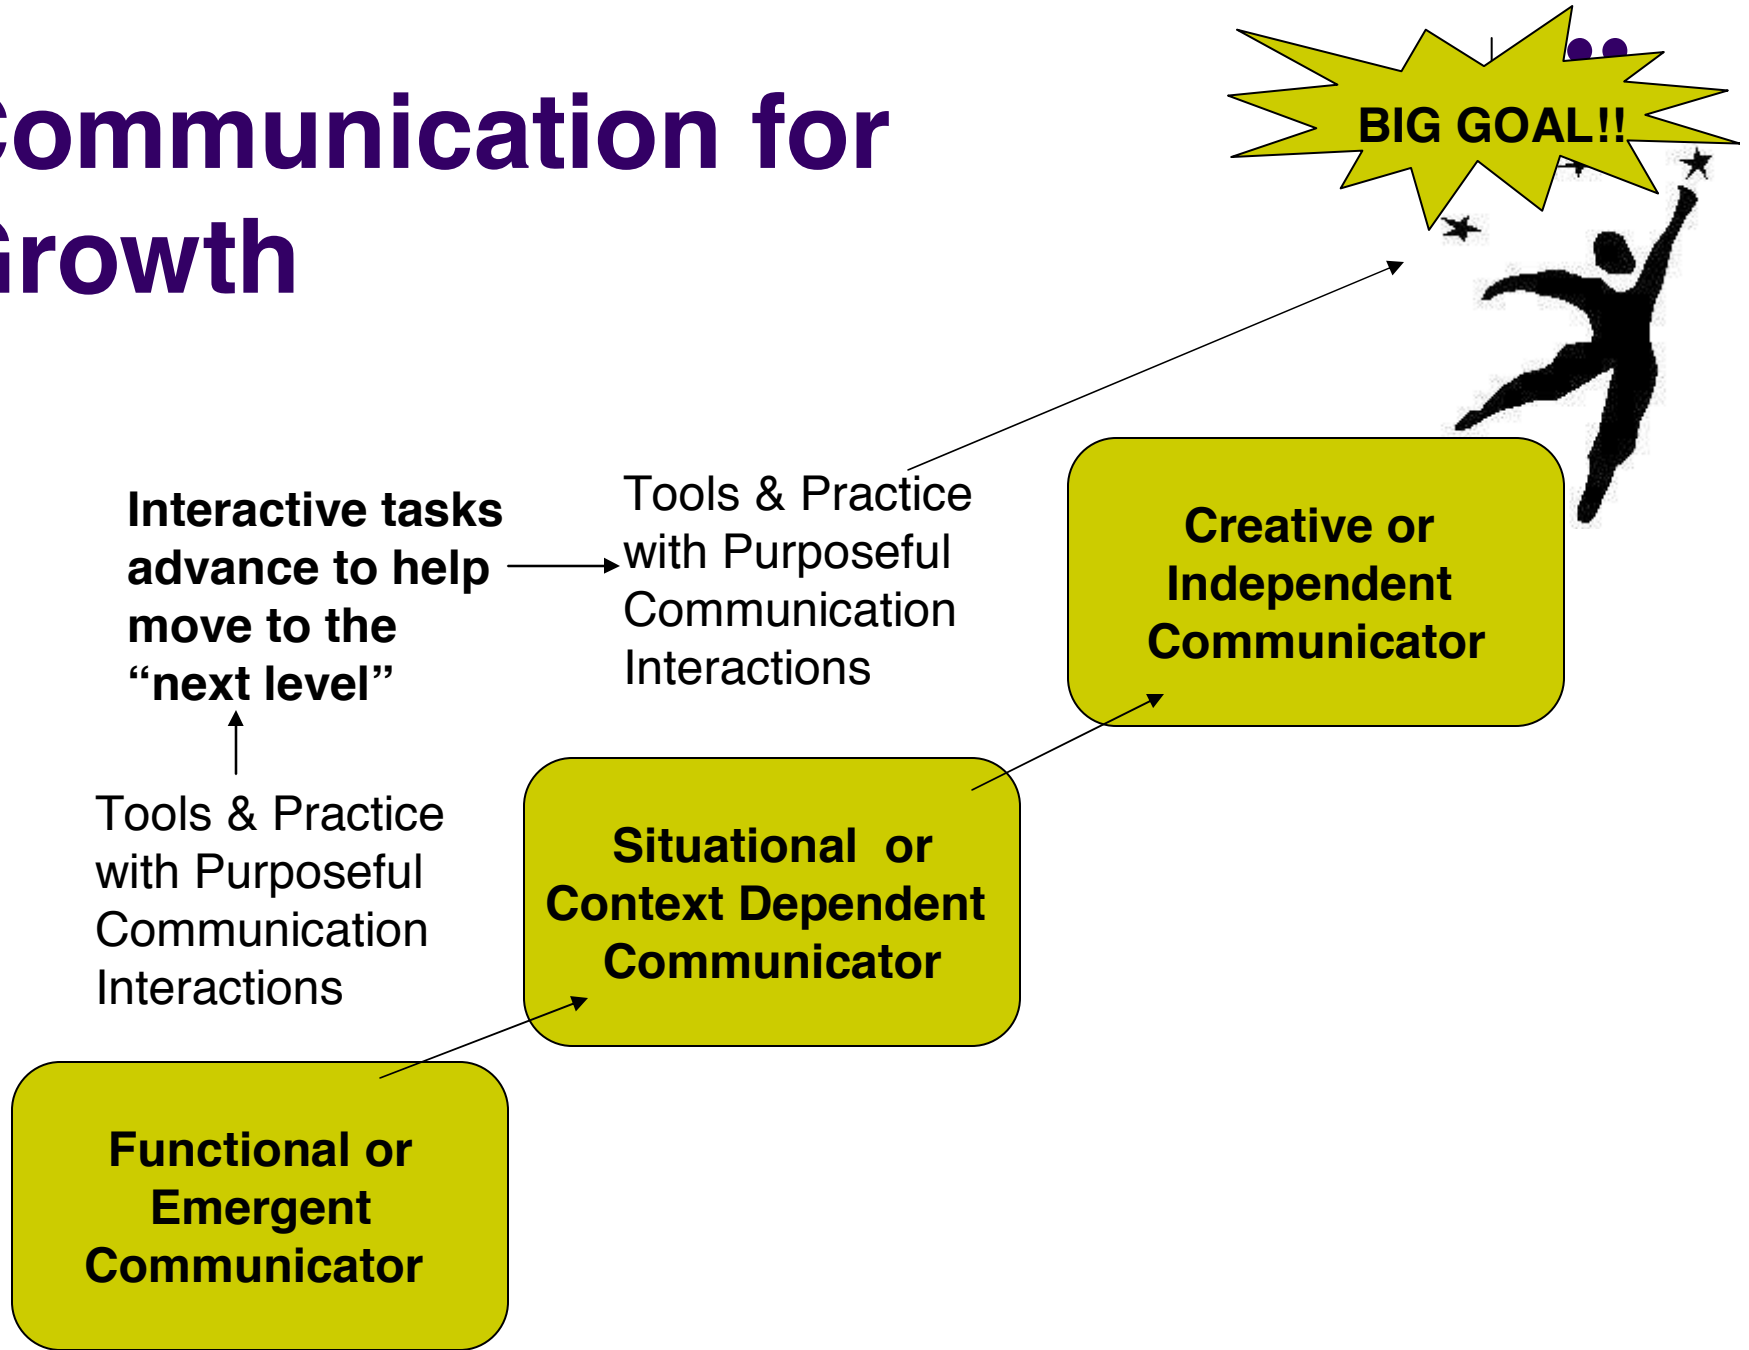 Communication for
Growth
BIG GOAL!!
Interactive tasks
advance to help
move to the
“next level”
Tools & Practice
with Purposeful
Communication
Interactions
Creative or
Independent
Communicator
Tools & Practice
with Purposeful
Communication
Interactions
Situational or
Context Dependent
Communicator
Functional or
Emergent
Communicator